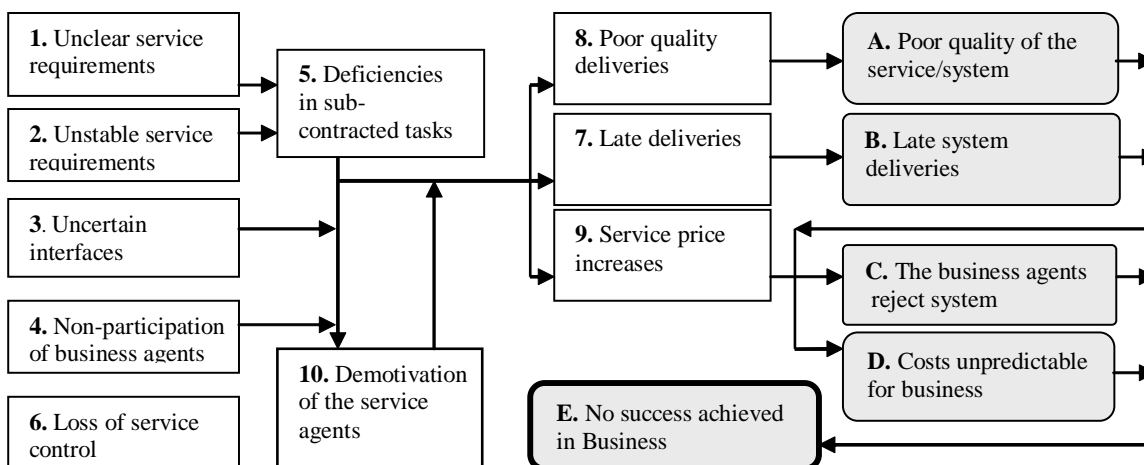 1. Unclear service
requirements
2. Unstable service
requirements
3. Uncertain
interfaces
4. Non-participation
of business agents
6. Loss of service
control
5. Deficiencies
in sub-
contracted tasks
10. Demotivation
of the service
agents
8. Poor quality
deliveries
7. Late deliveries
9. Service price
increases
A. Poor quality of the
service/system
B. Late system
deliveries
C. The business agents
reject system
D. Costs unpredictable
for business
E. No success achieved
in Business